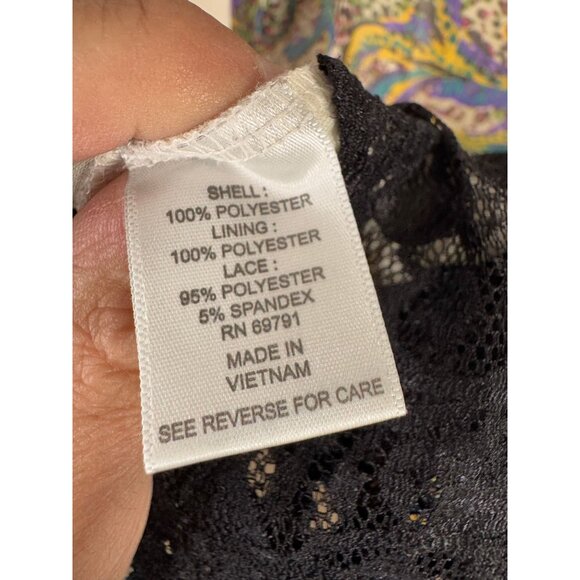 SHELL :
100% POLYESTER
LINING :
100% POLYESTER
LACE :
95% POLYESTER
5% SPANDEX
RN 69791
MADE IN
VIETNAM
SEE REVERSE FOR CARE